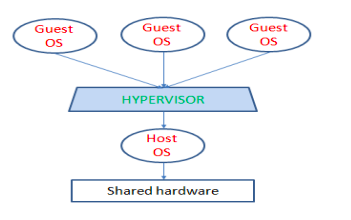 Guest Guest Guest
OS OS OS
HYPERVISOR
Host
OS
Shared hardware